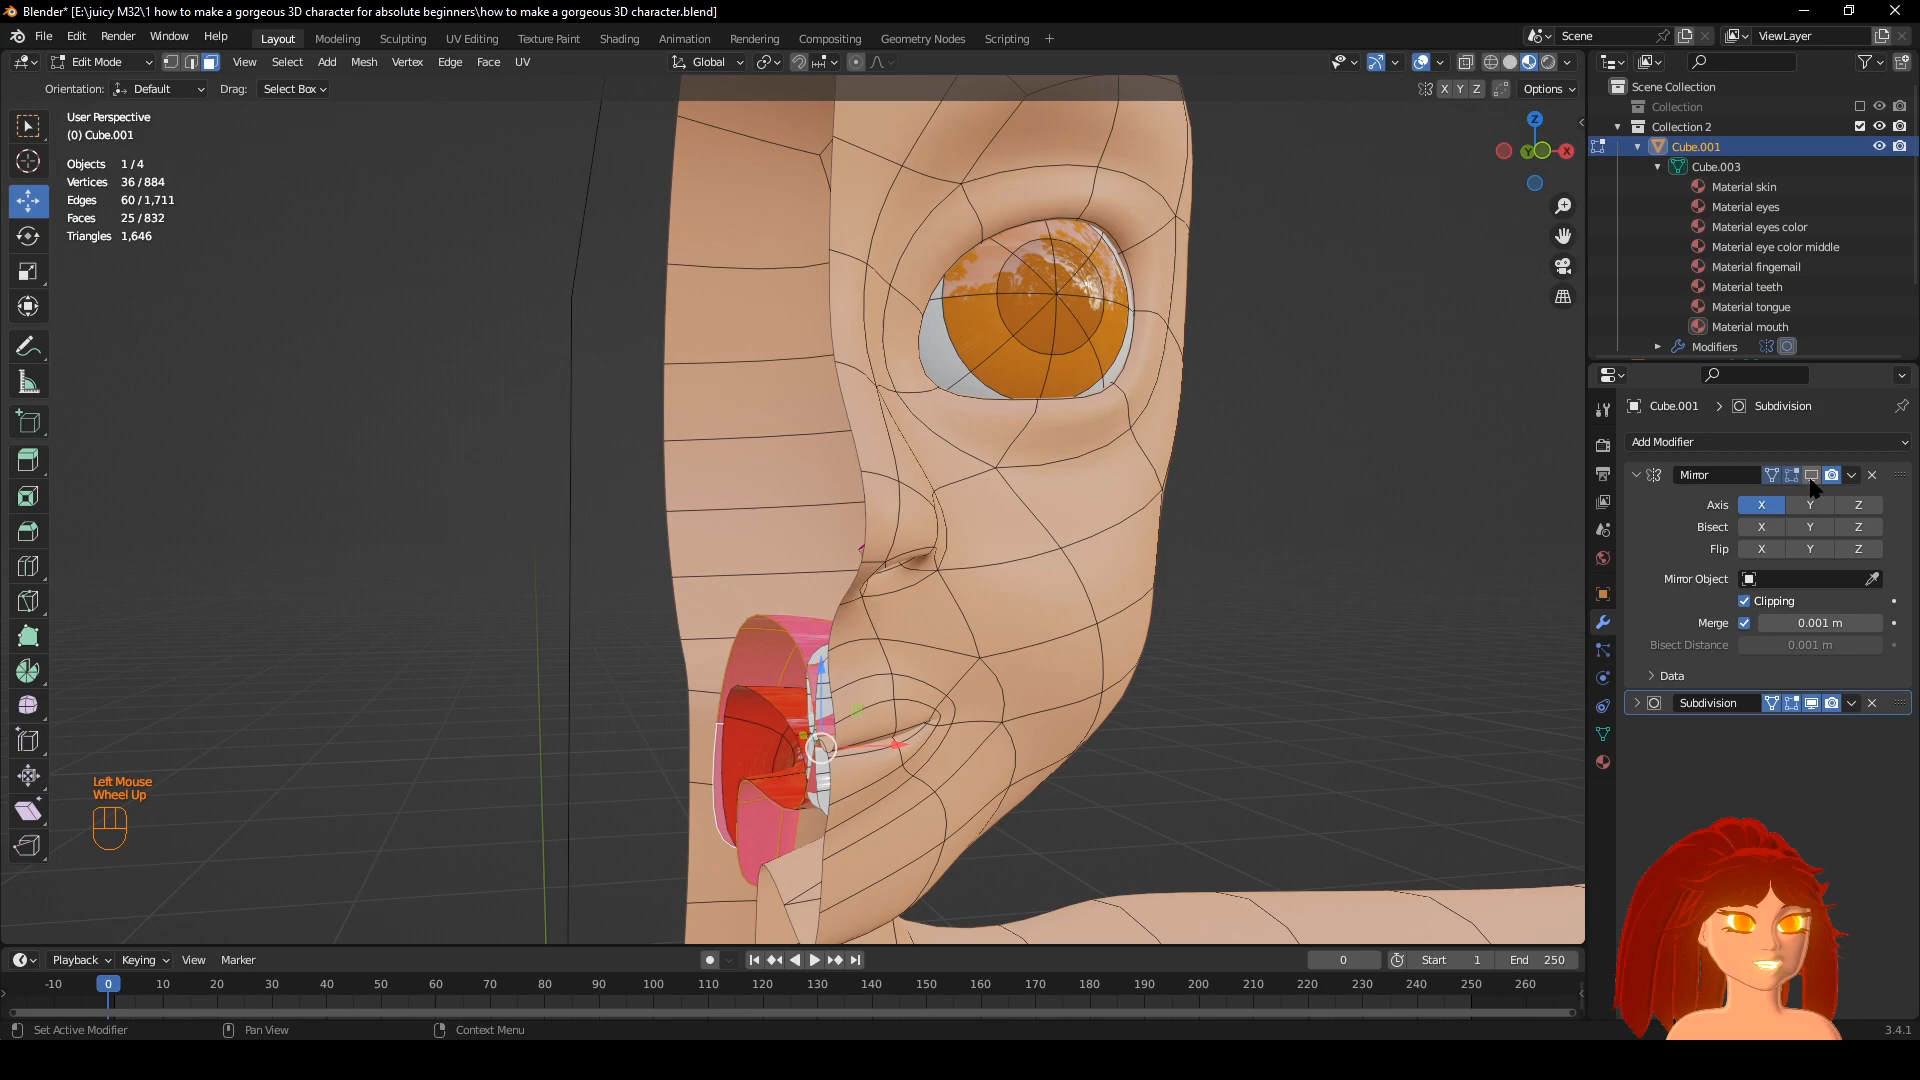 Blender* [E:\juicy M32\1 how to make a gorgeous 3D character for absolute beginners\how to make a gorgeous 3D character.blend]
File Edit Render Window Help Layout Modeling Sculpting UV Editing Texture Paint Shading Animation Rendering Compositing Geometry Nodes Scripting + Scene ViewLayer
Edit Mode View Select Add Mesh Vertex Edge Face UV Global
Orientation: Default Drag: Select Box X Y Z Options
User Perspective
(0) Cube.001
Objects 1/4
Vertices 36/884
Edges 60/1,711
Faces 25/832
Triangles 1,646
Z
X
Y
Left Mouse
Wheel Up
Scene Collection
Collection
Collection 2
Cube.001
Cube.003
Material skin
Material eyes
Material eyes color
Material eye color middle
Material fingernail
Material teeth
Material tongue
Material mouth
Modifiers
Cube.001 > Subdivision
Add Modifier
Mirror
Axis X Y Z
Bisect X Y Z
Flip X Y Z
Mirror Object
Clipping
Merge 0.001 m
Bisect Distance 0.001 m
Data
Subdivision
Playback Keying View Marker 0 Start 1 End 250
-10 0 10 20 30 40 50 60 70 80 90 100 110 120 130 140 150 160 170 180 190 200 210 220 230 240 250 260
Set Active Modifier Pan View Context Menu 3.4.1